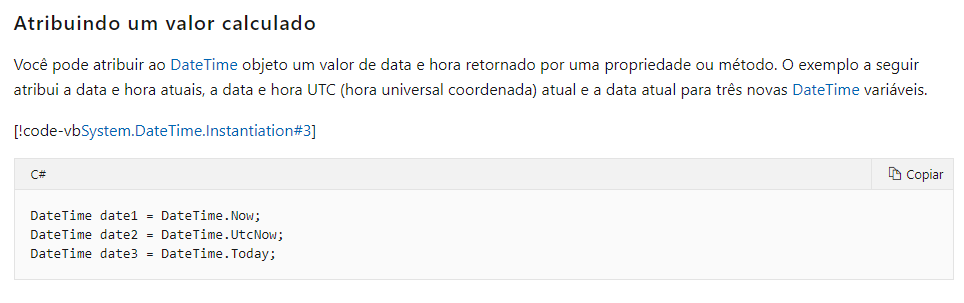 Atribuindo um valor calculado
Você pode atribuir ao DateTime objeto um valor de data e hora retornado por uma propriedade ou método. O exemplo a seguir
atribui a data e hora atuais, a data e hora UTC (hora universal coordenada) atual e a data atual para três novas DateTime variáveis.
[!code-vbSystem.DateTime.Instantiation#3]
C# Copiar
DateTime date1 = DateTime.Now;
DateTime date2 = DateTime.UtcNow;
DateTime date3 = DateTime.Today;